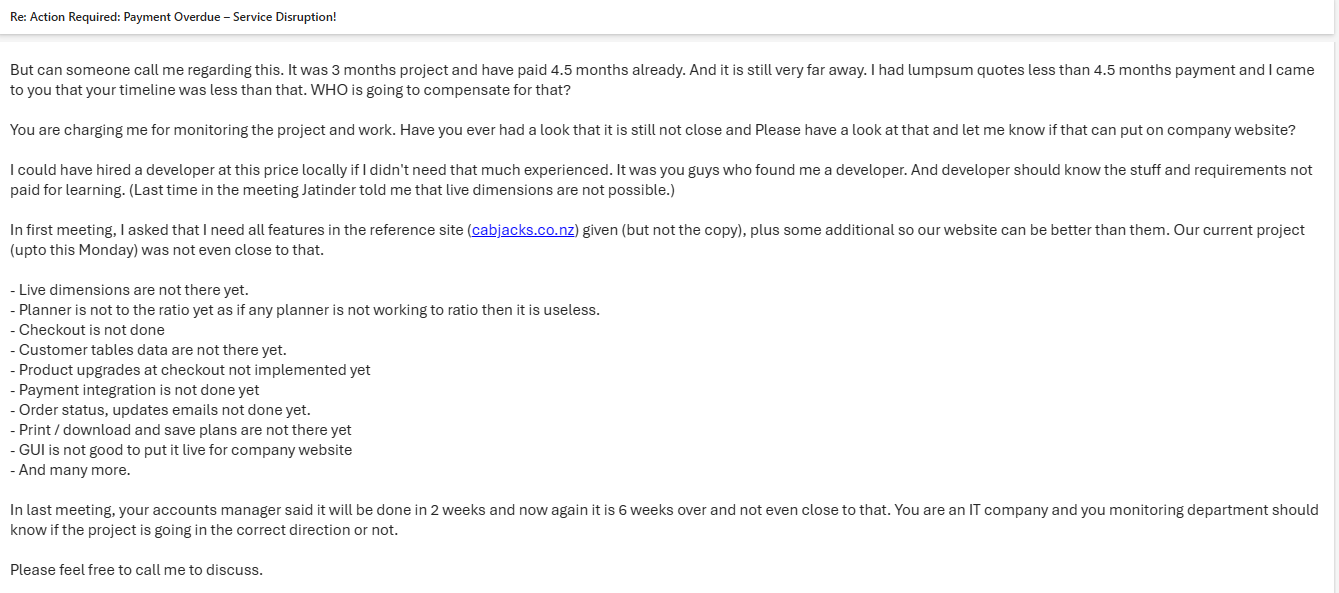 Re: Action Required: Payment Overdue – Service Disruption!
But can someone call me regarding this. It was 3 months project and have paid 4.5 months already. And it is still very far away. I had lumpsum quotes less than 4.5 months payment and I came
to you that your timeline was less than that. WHO is going to compensate for that?
You are charging me for monitoring the project and work. Have you ever had a look that it is still not close and Please have a look at that and let me know if that can put on company website?
I could have hired a developer at this price locally if I didn't need that much experienced. It was you guys who found me a developer. And developer should know the stuff and requirements not
paid for learning. (Last time in the meeting Jatinder told me that live dimensions are not possible.)
In first meeting, I asked that I need all features in the reference site (cabjacks.co.nz) given (but not the copy), plus some additional so our website can be better than them. Our current project
(upto this Monday) was not even close to that.
- Live dimensions are not there yet.
- Planner is not to the ratio yet as if any planner is not working to ratio then it is useless.
- Checkout is not done
- Customer tables data are not there yet.
- Product upgrades at checkout not implemented yet
- Payment integration is not done yet
- Order status, updates emails not done yet.
- Print / download and save plans are not there yet
- GUI is not good to put it live for company website
- And many more.
In last meeting, your accounts manager said it will be done in 2 weeks and now again it is 6 weeks over and not even close to that. You are an IT company and you monitoring department should
know if the project is going in the correct direction or not.
Please feel free to call me to discuss.